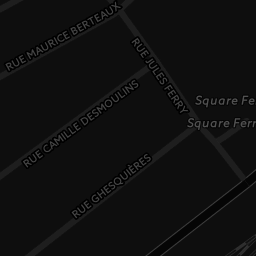 RUE MAURICE BERTEAUX
RUE JULES FERRY
RUE CAMILLE DESMOULINS
Square Fe
Square Ferr
RUE GHESQUIÈRES